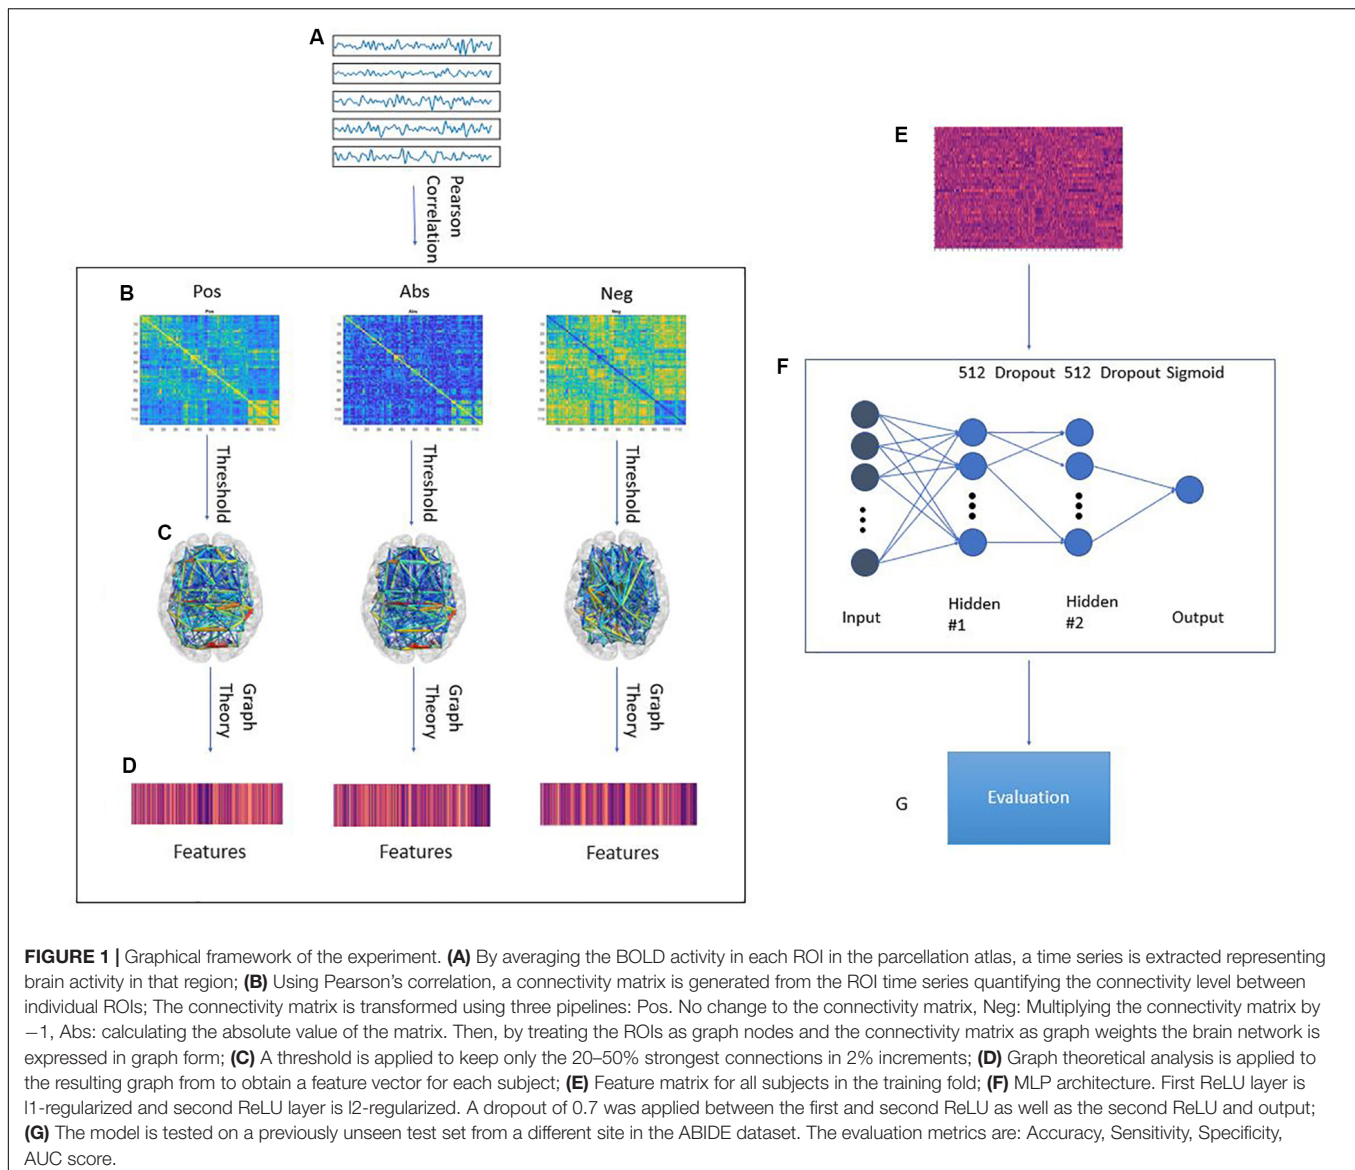 A
Pearson
Correlation
B
Pos
Abs
Neg
Pos
Abs
Neg
Threshold
Threshold
Threshold
C
Graph
Theory
Graph
Theory
Graph
Theory
D
Features
Features
Features
E
F
512 Dropout 512 Dropout Sigmoid
Input
Hidden
#1
Hidden
#2
Output
G
Evaluation
FIGURE 1 | Graphical framework of the experiment. (A) By averaging the BOLD activity in each ROI in the parcellation atlas, a time series is extracted representing
brain activity in that region; (B) Using Pearson's correlation, a connectivity matrix is generated from the ROI time series quantifying the connectivity level between
individual ROIs; The connectivity matrix is transformed using three pipelines: Pos. No change to the connectivity matrix, Neg: Multiplying the connectivity matrix by
−1, Abs: calculating the absolute value of the matrix. Then, by treating the ROIs as graph nodes and the connectivity matrix as graph weights the brain network is
expressed in graph form; (C) A threshold is applied to keep only the 20–50% strongest connections in 2% increments; (D) Graph theoretical analysis is applied to
the resulting graph from to obtain a feature vector for each subject; (E) Feature matrix for all subjects in the training fold; (F) MLP architecture. First ReLU layer is
l1-regularized and second ReLU layer is l2-regularized. A dropout of 0.7 was applied between the first and second ReLU as well as the second ReLU and output;
(G) The model is tested on a previously unseen test set from a different site in the ABIDE dataset. The evaluation metrics are: Accuracy, Sensitivity, Specificity,
AUC score.